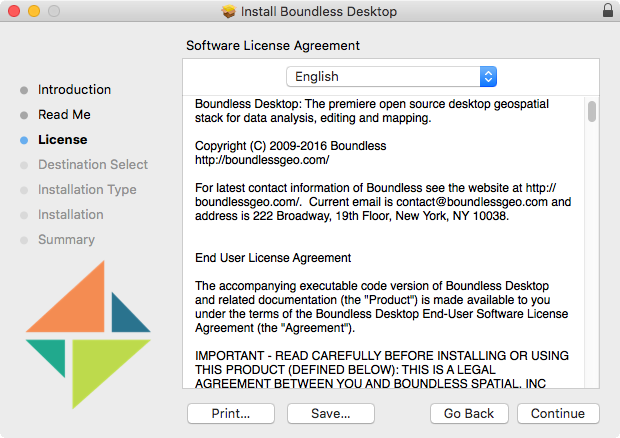 Install Boundless Desktop
Software License Agreement
English
Introduction
Read Me
License
Destination Select
Installation Type
Installation
Summary
Boundless Desktop: The premiere open source desktop geospatial
stack for data analysis, editing and mapping.
Copyright (C) 2009-2016 Boundless
http://boundlessgeo.com/
For latest contact information of Boundless see the website at http://
boundlessgeo.com/.  Current email is contact@boundlessgeo.com and
address is 222 Broadway, 19th Floor, New York, NY 10038.
End User License Agreement
The accompanying executable code version of Boundless Desktop
and related documentation (the "Product") is made available to you
under the terms of the Boundless Desktop End-User Software License
Agreement (the "Agreement").
IMPORTANT - READ CAREFULLY BEFORE INSTALLING OR USING
THIS PRODUCT (DEFINED BELOW): THIS IS A LEGAL
AGREEMENT BETWEEN YOU AND BOUNDLESS SPATIAL, INC
Print...
Save...
Go Back
Continue